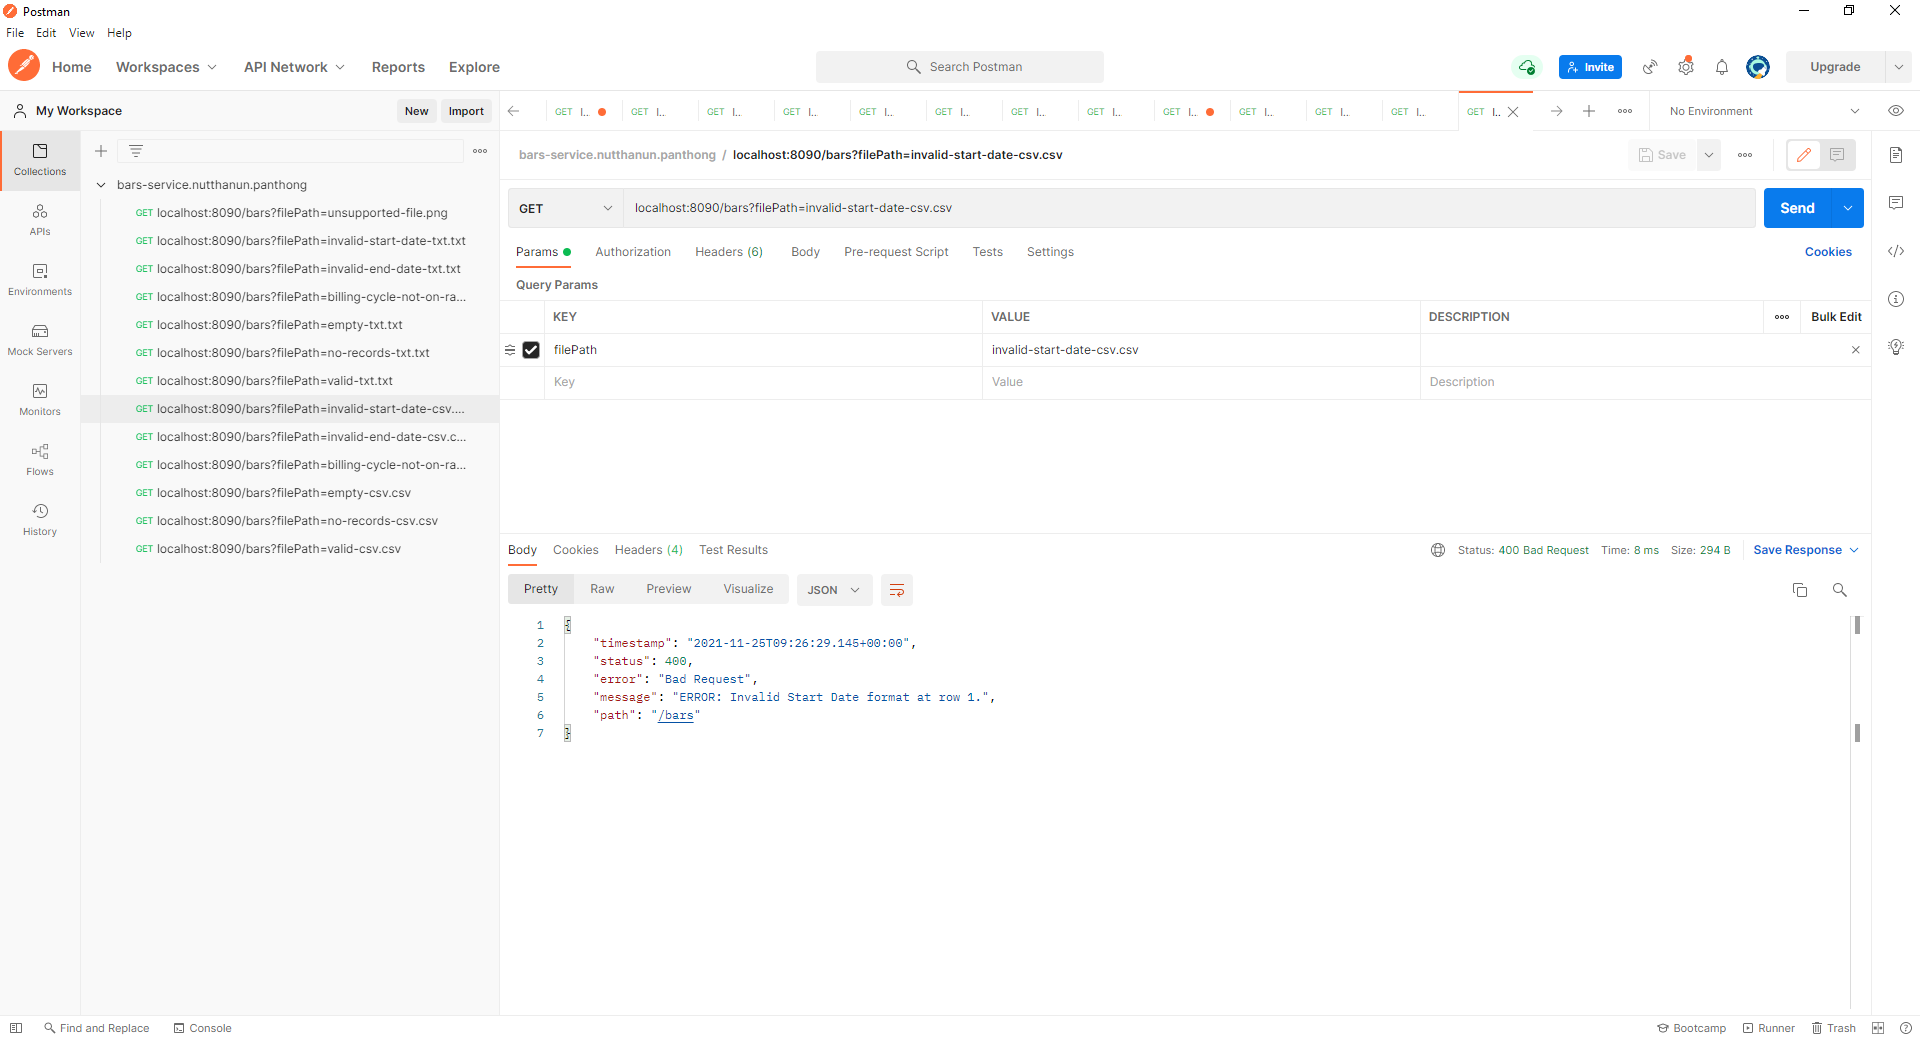 Postman
File Edit View Help
Home Workspaces API Network Reports Explore
Search Postman
Invite
Upgrade
My Workspace
New Import
GET l.. GET l.. GET l.. GET l.. GET l.. GET l.. GET l.. GET l.. GET l.. GET l.. GET l.. GET l.. GET l..
No Environment
Collections
APIs
Environments
Mock Servers
Monitors
Flows
History
bars-service.nutthanun.panthong
GET localhost:8090/bars?filePath=unsupported-file.png
GET localhost:8090/bars?filePath=invalid-start-date-txt.txt
GET localhost:8090/bars?filePath=invalid-end-date-txt.txt
GET localhost:8090/bars?filePath=billing-cycle-not-on-ra...
GET localhost:8090/bars?filePath=empty-txt.txt
GET localhost:8090/bars?filePath=no-records-txt.txt
GET localhost:8090/bars?filePath=valid-txt.txt
GET localhost:8090/bars?filePath=invalid-start-date-csv....
GET localhost:8090/bars?filePath=invalid-end-date-csv.c...
GET localhost:8090/bars?filePath=billing-cycle-not-on-ra...
GET localhost:8090/bars?filePath=empty-csv.csv
GET localhost:8090/bars?filePath=no-records-csv.csv
GET localhost:8090/bars?filePath=valid-csv.csv
bars-service.nutthanun.panthong / localhost:8090/bars?filePath=invalid-start-date-csv.csv
Save
GET localhost:8090/bars?filePath=invalid-start-date-csv.csv
Send
Params Authorization Headers (6) Body Pre-request Script Tests Settings
Cookies
Query Params
KEY VALUE DESCRIPTION Bulk Edit
filePath invalid-start-date-csv.csv
Key Value Description
Body Cookies Headers (4) Test Results
Status: 400 Bad Request Time: 8 ms Size: 294 B Save Response
Pretty Raw Preview Visualize JSON
1 {
2 "timestamp": "2021-11-25T09:26:29.145+00:00",
3 "status": 400,
4 "error": "Bad Request",
5 "message": "ERROR: Invalid Start Date format at row 1.",
6 "path": "/bars"
7 }
Find and Replace Console
Bootcamp Runner Trash